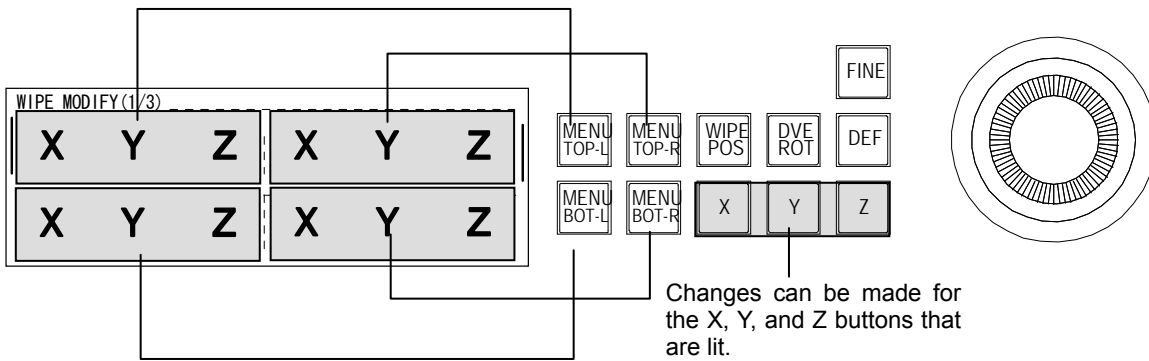 FINE
WIPE MODIFY(1/3)
X Y Z X Y Z
MENU MENU WIPE DVE DEF
TOP-L TOP-R POS ROT
X Y Z X Y Z
MENU MENU X Y Z
BOT-L BOT-R
Changes can be made for
the X, Y, and Z buttons that
are lit.